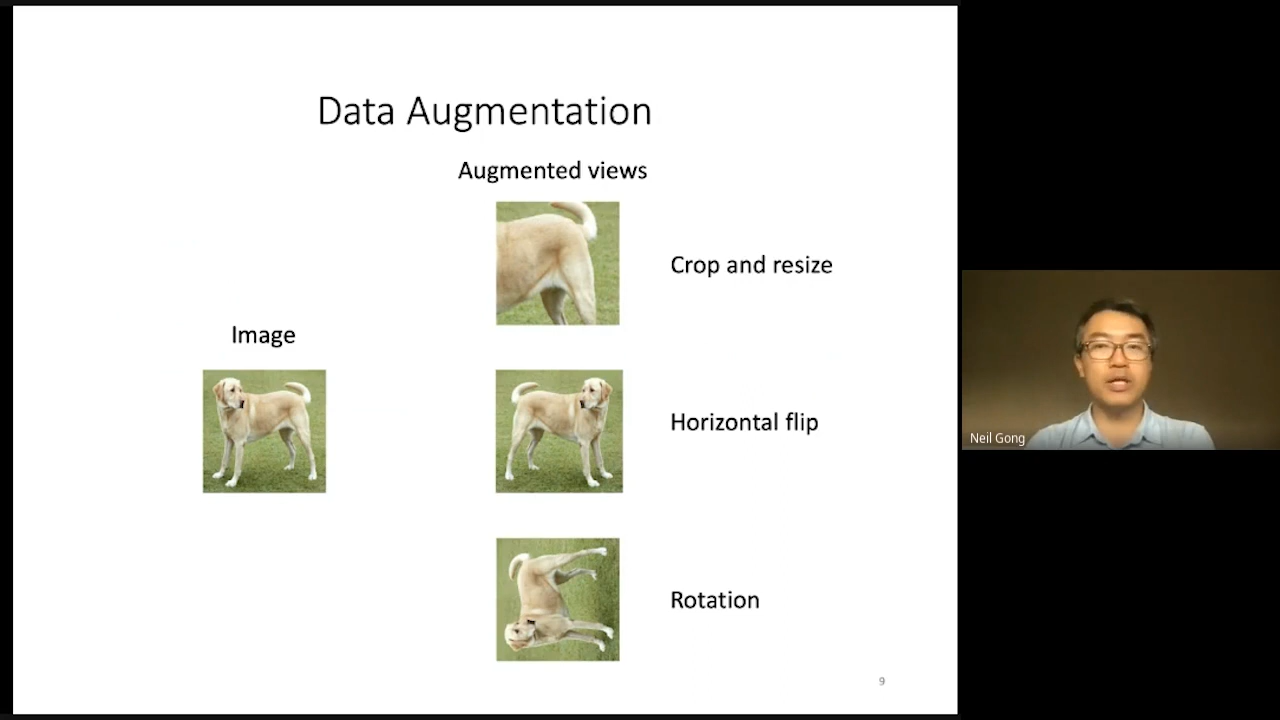 Data Augmentation
Augmented views
Crop and resize
Image
Horizontal flip
Rotation
9
Neil Gong